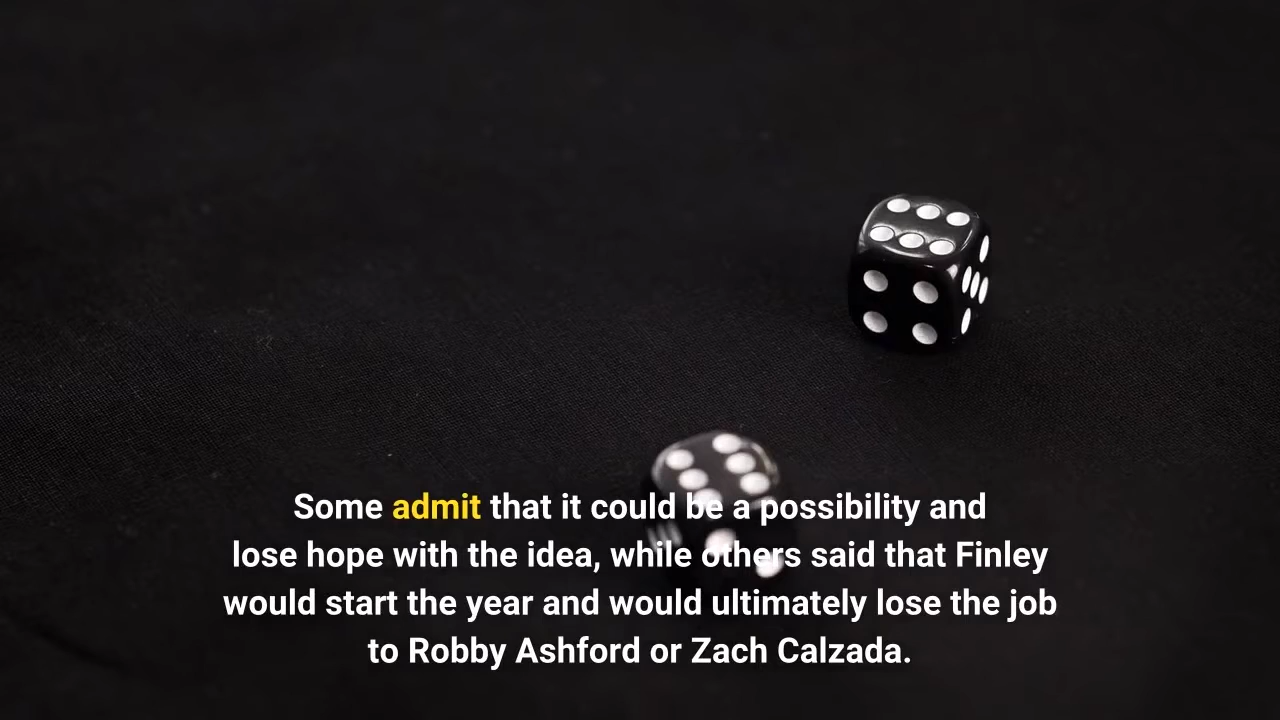 Some admit that it could be a possibility and
lose hope with the idea, while others said that Finley
would start the year and would ultimately lose the job
to Robby Ashford or Zach Calzada.